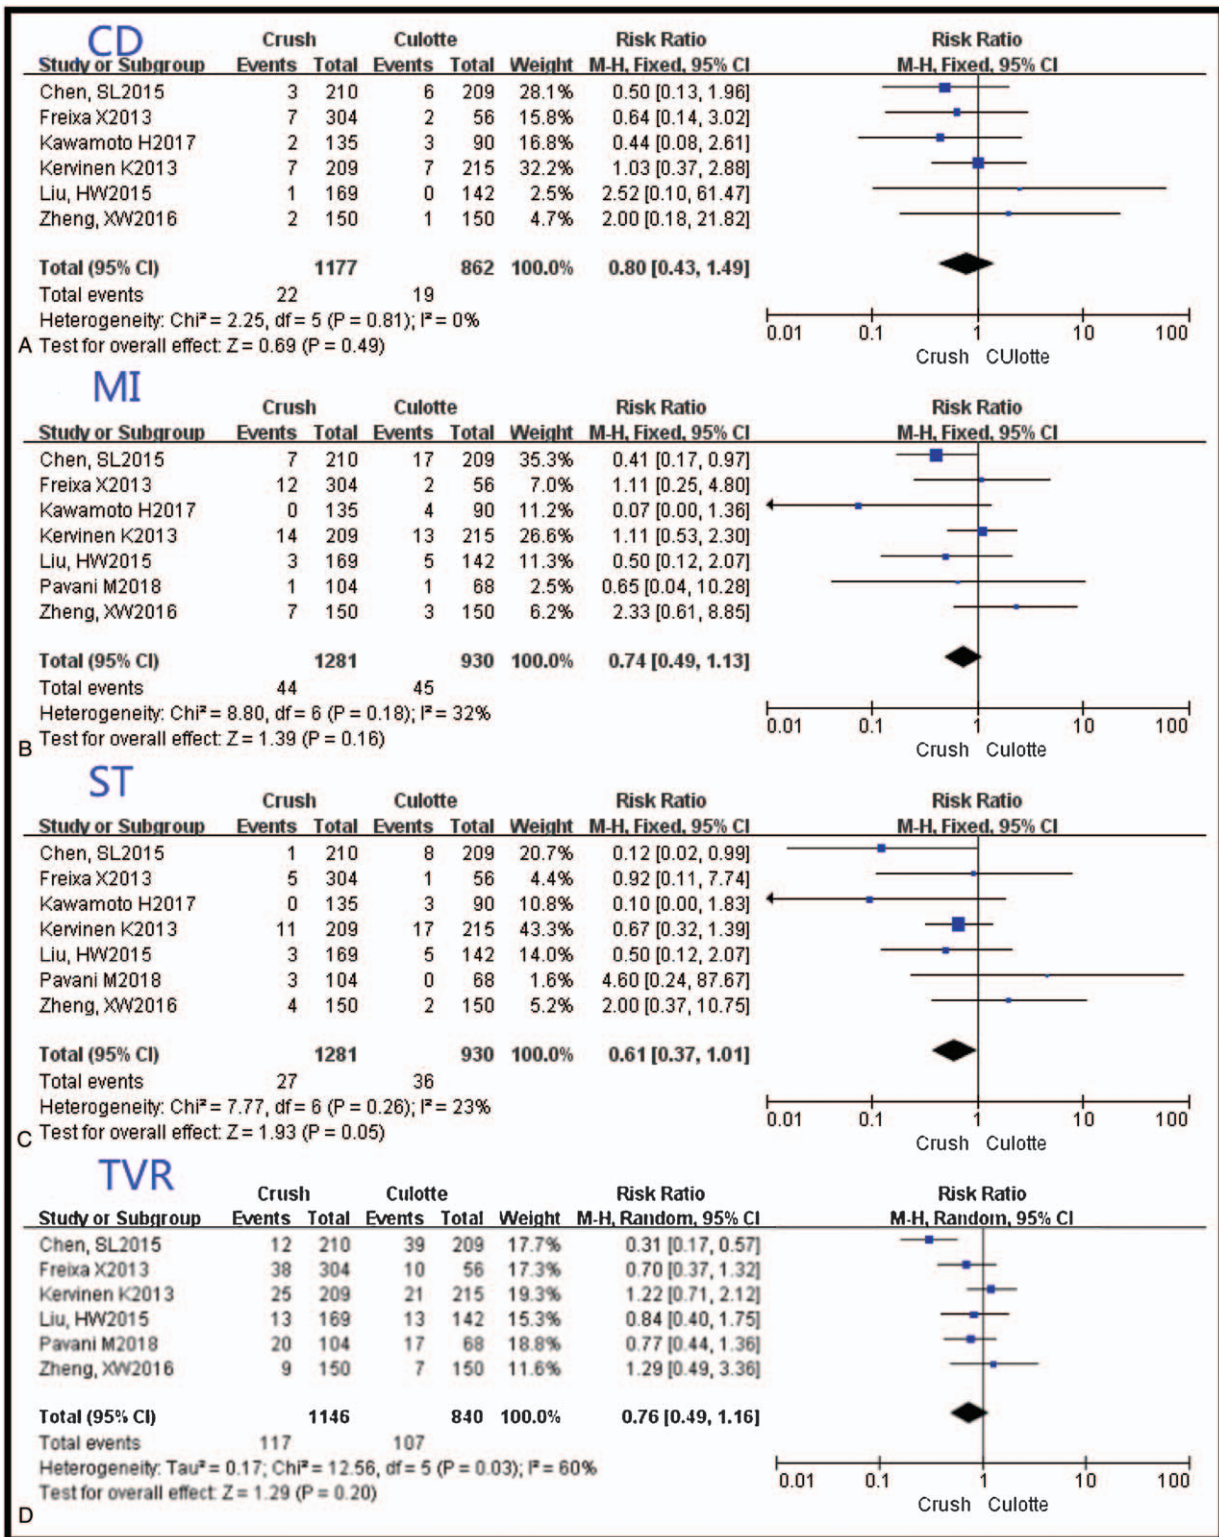 CD
Crush Culotte Risk Ratio Risk Ratio
Study or Subgroup Events Total Events Total Weight M-H, Fixed, 95% CI M-H, Fixed, 95% CI
Chen, SL2015 3 210 6 209 28.1% 0.50 [0.13, 1.96]
Freixa X2013 7 304 2 56 15.8% 0.64 [0.14, 3.02]
Kawamoto H2017 2 135 3 90 16.8% 0.44 [0.08, 2.61]
Kervinen K2013 7 209 7 215 32.2% 1.03 [0.37, 2.88]
Liu, HW2015 1 169 0 142 2.5% 2.52 [0.10, 61.47]
Zheng, XW2016 2 150 1 150 4.7% 2.00 [0.18, 21.82]
Total (95% CI) 1177 862 100.0% 0.80 [0.43, 1.49]
Total events 22 19
Heterogeneity: Chi² = 2.25, df = 5 (P = 0.81); I² = 0%
0.01 0.1 1 10 100
A Test for overall effect: Z = 0.69 (P = 0.49)
Crush CUlotte
MI
Crush Culotte Risk Ratio Risk Ratio
Study or Subgroup Events Total Events Total Weight M-H, Fixed, 95% CI M-H, Fixed, 95% CI
Chen, SL2015 7 210 17 209 35.3% 0.41 [0.17, 0.97]
Freixa X2013 12 304 2 56 7.0% 1.11 [0.25, 4.80]
Kawamoto H2017 0 135 4 90 11.2% 0.07 [0.00, 1.36]
Kervinen K2013 14 209 13 215 26.6% 1.11 [0.53, 2.30]
Liu, HW2015 3 169 5 142 11.3% 0.50 [0.12, 2.07]
Pavani M2018 1 104 1 68 2.5% 0.65 [0.04, 10.28]
Zheng, XW2016 7 150 3 150 6.2% 2.33 [0.61, 8.85]
Total (95% CI) 1281 930 100.0% 0.74 [0.49, 1.13]
Total events 44 45
Heterogeneity: Chi² = 8.80, df = 6 (P = 0.18); I² = 32%
0.01 0.1 1 10 100
B Test for overall effect: Z = 1.39 (P = 0.16)
Crush Culotte
ST
Crush Culotte Risk Ratio Risk Ratio
Study or Subgroup Events Total Events Total Weight M-H, Fixed, 95% CI M-H, Fixed, 95% CI
Chen, SL2015 1 210 8 209 20.7% 0.12 [0.02, 0.99]
Freixa X2013 5 304 1 56 4.4% 0.92 [0.11, 7.74]
Kawamoto H2017 0 135 3 90 10.8% 0.10 [0.00, 1.83]
Kervinen K2013 11 209 17 215 43.3% 0.67 [0.32, 1.39]
Liu, HW2015 3 169 5 142 14.0% 0.50 [0.12, 2.07]
Pavani M2018 3 104 0 68 1.6% 4.60 [0.24, 87.67]
Zheng, XW2016 4 150 2 150 5.2% 2.00 [0.37, 10.75]
Total (95% CI) 1281 930 100.0% 0.61 [0.37, 1.01]
Total events 27 36
Heterogeneity: Chi² = 7.77, df = 6 (P = 0.26); I² = 23%
0.01 0.1 1 10 100
C Test for overall effect: Z = 1.93 (P = 0.05)
Crush Culotte
TVR
Crush Culotte Risk Ratio Risk Ratio
Study or Subgroup Events Total Events Total Weight M-H, Random, 95% CI M-H, Random, 95% CI
Chen, SL2015 12 210 39 209 17.7% 0.31 [0.17, 0.57]
Freixa X2013 38 304 10 56 17.3% 0.70 [0.37, 1.32]
Kervinen K2013 25 209 21 215 19.3% 1.22 [0.71, 2.12]
Liu, HW2015 13 169 13 142 15.3% 0.84 [0.40, 1.75]
Pavani M2018 20 104 17 68 18.8% 0.77 [0.44, 1.36]
Zheng, XW2016 9 150 7 150 11.6% 1.29 [0.49, 3.36]
Total (95% CI) 1146 840 100.0% 0.76 [0.49, 1.16]
Total events 117 107
Heterogeneity: Tau² = 0.17; Chi² = 12.56, df = 5 (P = 0.03); I² = 60%
0.01 0.1 1 10 100
Test for overall effect: Z = 1.29 (P = 0.20)
Crush Culotte
D